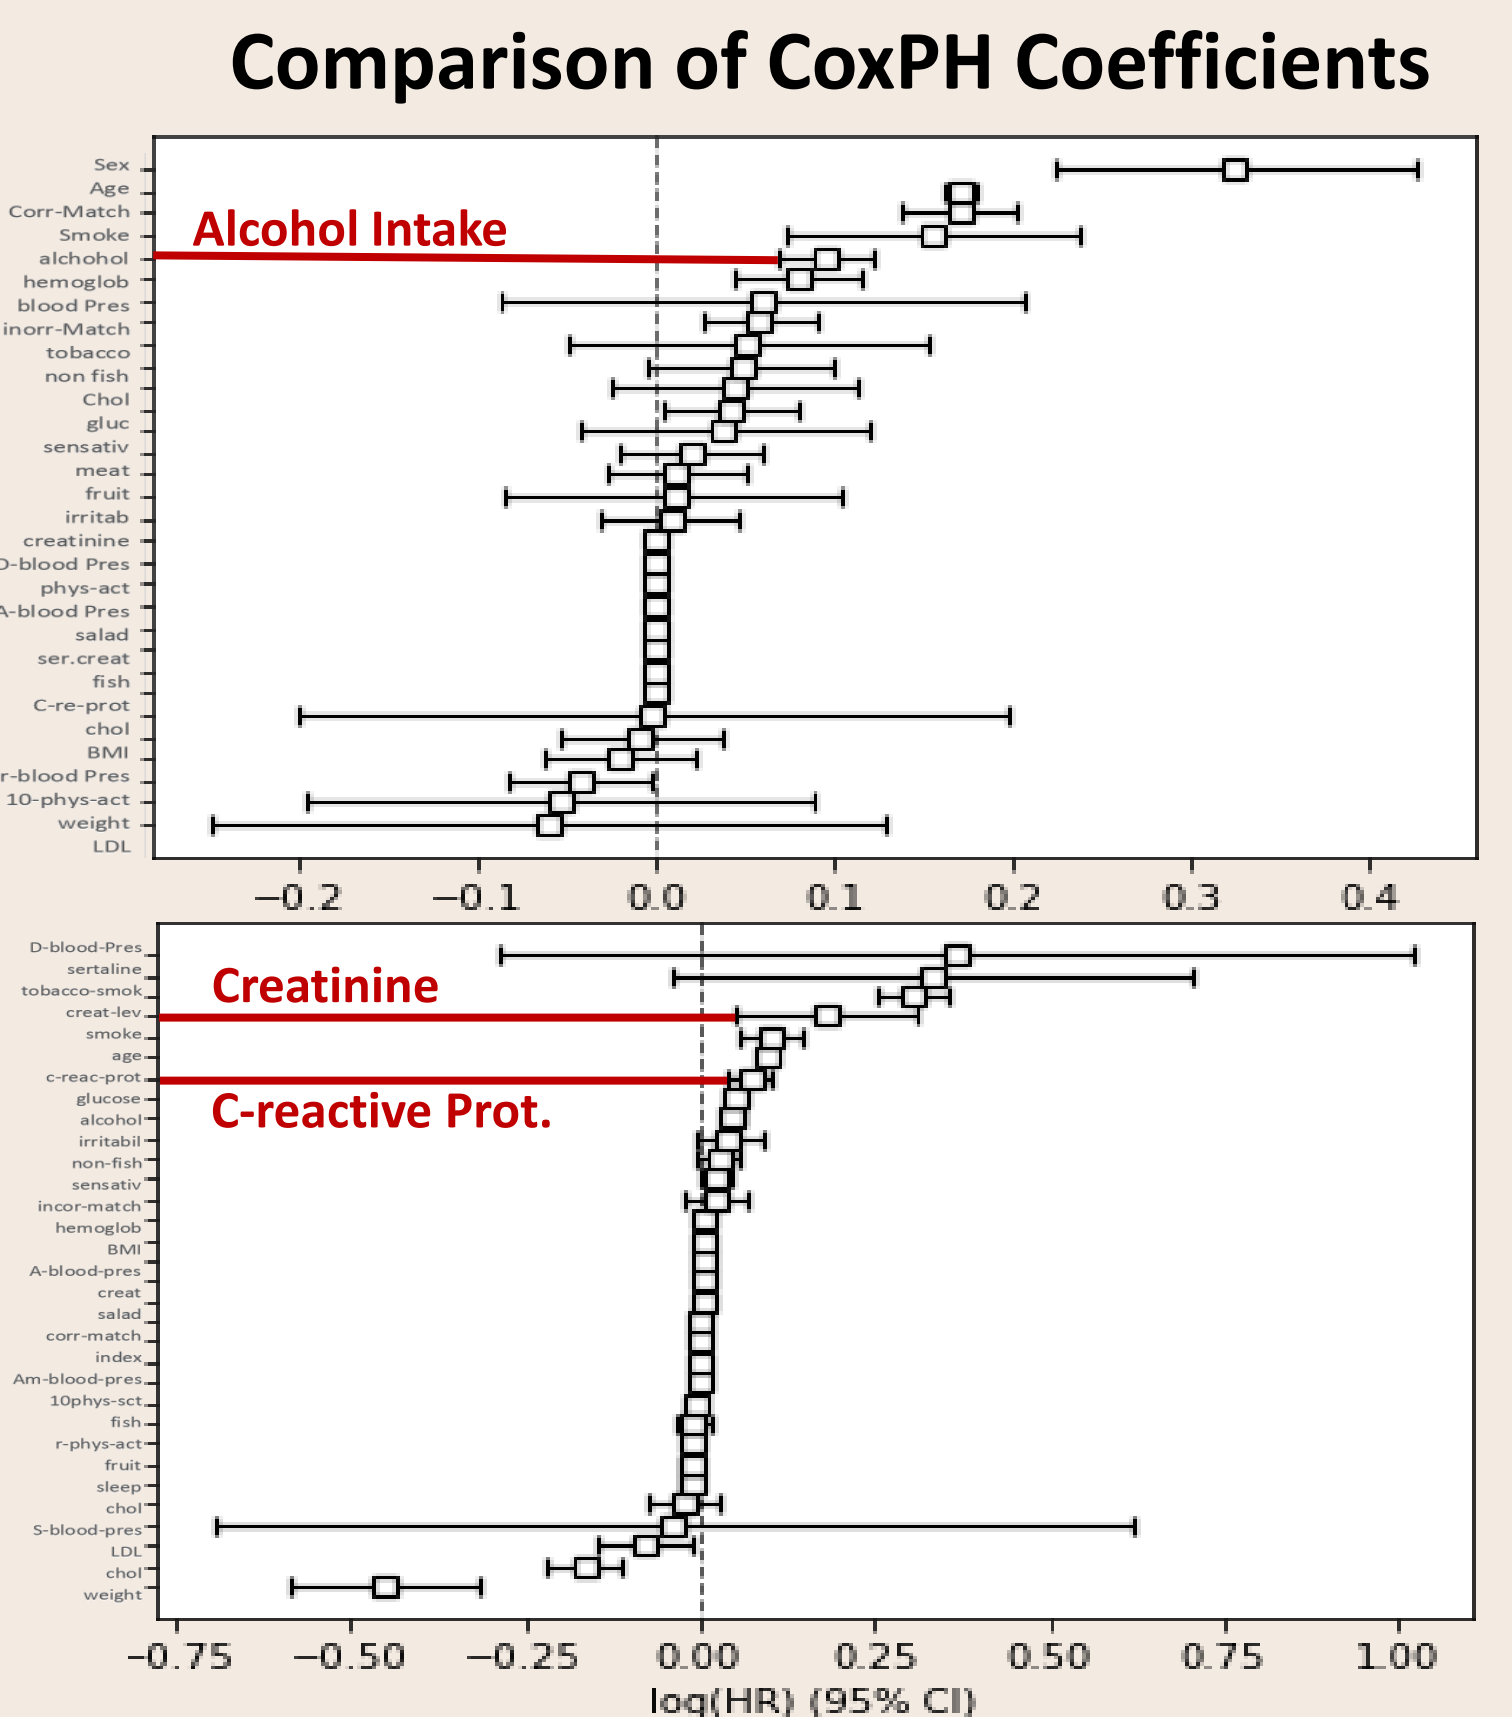 Comparison of CoxPH Coefficients
Sex
Age
Corr-Match
Alcohol Intake
Smoke
alchohol
hemoglob
blood Pres
inorr-Match
tobacco
non fish
Chol
gluc
sensativ
meat
fruit
irritab
creatinine
D-blood Pres
phys-act
A-blood Pres
salad
ser.creat
fish
C-re-prot
chol
BMI
r-blood Pres
10-phys-act
weight
LDL
−0.2 −0.1 0.0 0.1 0.2 0.3 0.4
D-blood-Pres
sertaline
Creatinine
tobacco-smok
creat-lev
smoke
age
c-reac-prot
glucose
C-reactive Prot.
alcohol
irritabil
non-fish
sensativ
incor-match
hemoglob
BMI
A-blood-pres
creat
salad
corr-match
index
Am-blood-pres
10phys-sct
fish
r-phys-act
fruit
sleep
chol
S-blood-pres
LDL
chol
weight
−0.75 −0.50 −0.25 0.00 0.25 0.50 0.75 1.00
log(HR) (95% CI)